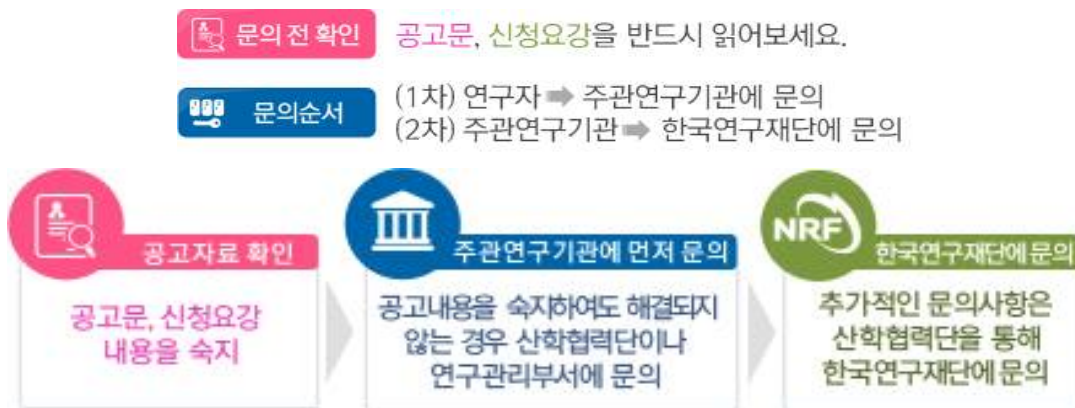 문의 전 확인 공고문, 신청요강을 반드시 읽어보세요.
문의순서
(1차) 연구자 ➡ 주관연구기관에 문의
(2차) 주관연구기관 ➡ 한국연구재단에 문의
공고자료 확인
공고문, 신청요강
내용을 숙지
주관연구기관에 먼저 문의
공고내용을 숙지하여도 해결되지
않는 경우 산학협력단이나
연구관리부서에 문의
NRF
한국연구재단에 문의
추가적인 문의사항은
산학협력단을 통해
한국연구재단에 문의